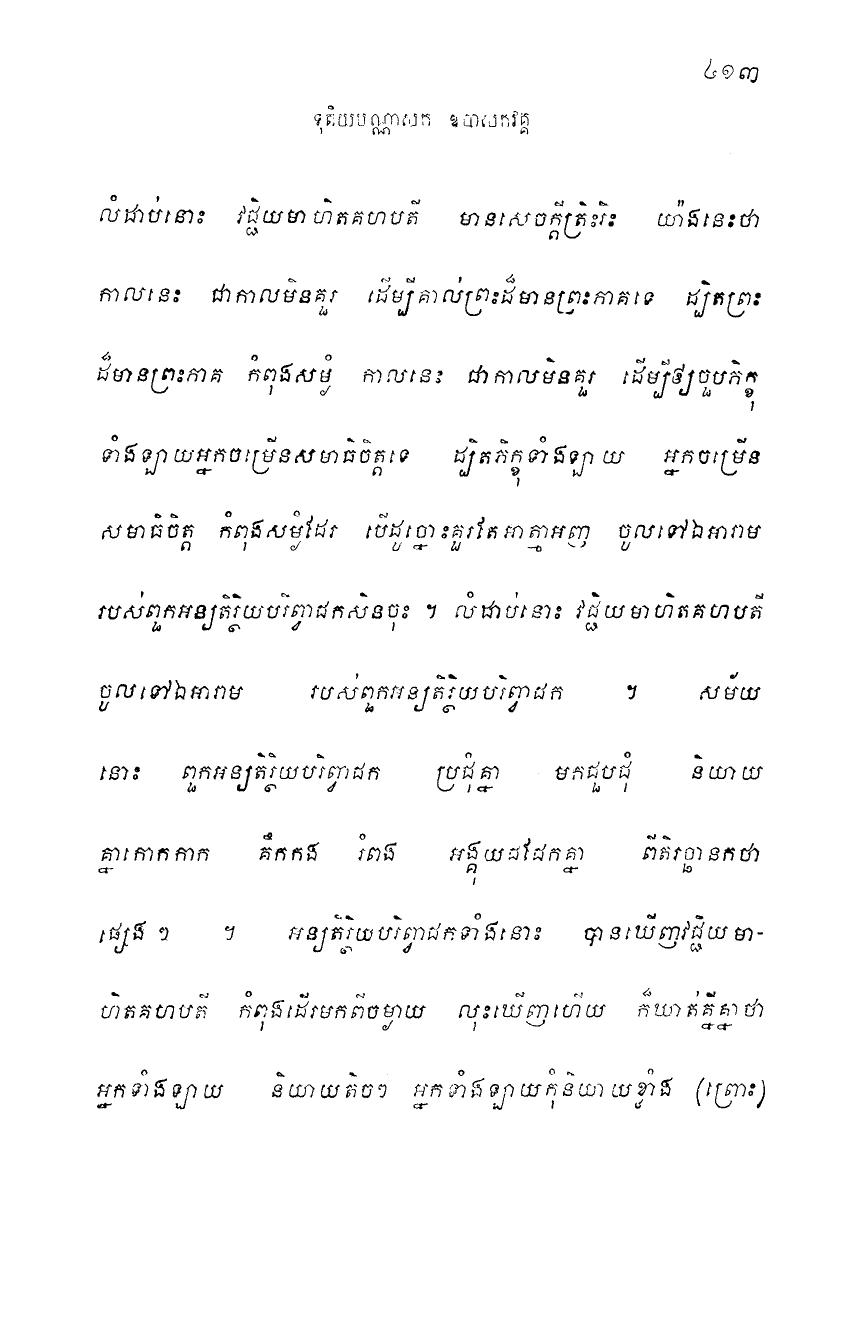 ៤១៣
ទុតិយបណ្ណាសក ឧបាសកវគ្គ
លំដាប់នោះ វជ្ជិយមាហិតគហបតី មានសេចក្តីត្រិះរិះ យ៉ាងនេះថា
កាលនេះ ជាកាលមិនគួរ ដើម្បីគាល់ព្រះដ៏មានព្រះភាគទេ ដ្បិតព្រះ
ដ៏មានព្រះភាគ កំពុងសម្ងំ កាលនេះ ជាកាលមិនគួរ ដើម្បីឲ្យចួបភិក្ខុ
ទាំងឡាយអ្នកចម្រើនសមាធិចិត្តទេ ដ្បិតភិក្ខុទាំងឡាយ អ្នកចម្រើន
សមាធិចិត្ត កំពុងសម្ងំដែរ បើដូច្នោះគួរតែអាត្មាអញ ចូលទៅឯអារាម
របស់ពួកអន្យតិរ្ថិយបរិព្វាជកសិនចុះ ។ លំដាប់នោះ វជ្ជិយមាហិតគហបតី
ចូលទៅឯអារាម របស់ពួកអន្យតិរ្ថិយបរិព្វាជក ។ សម័យ
នោះ ពួកអន្យតិរ្ថិយបរិព្វាជក ប្រជុំគ្នា មកជួបជុំ និយាយ
គ្នាកោកកាក គឹកកង រំពង អង្គុយដដែកគ្នា ពីតិរច្ឆានកថា
ផ្សេងៗ ។ អន្យតិរ្ថិយបរិព្វាជកទាំងនោះ បានឃើញវជ្ជិយមា-
ហិតគហបតី កំពុងដើរមកពីចម្ងាយ លុះឃើញហើយ ក៏ឃាត់គ្នីគ្នាថា
អ្នកទាំងឡាយ និយាយតិចៗ អ្នកទាំងឡាយកុំនិយាយខ្លាំង (ព្រោះ)